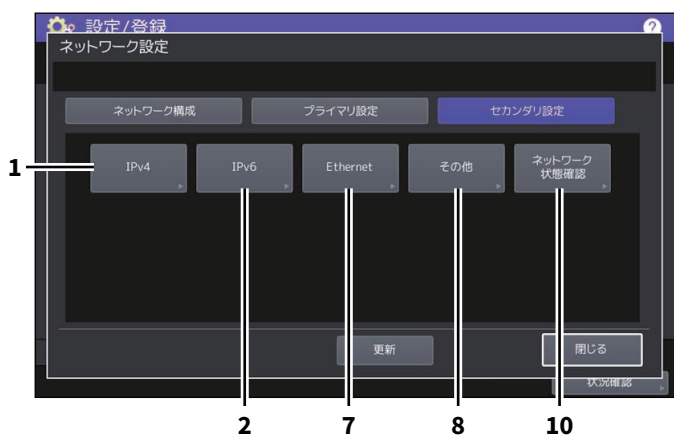 設定/登録
?
ネットワーク設定
ネットワーク構成
プライマリ設定
セカンダリ設定
1
IPv4
IPv6
Ethernet
その他
ネットワーク
状態確認
更新
閉じる
状況確認
2
7
8
10